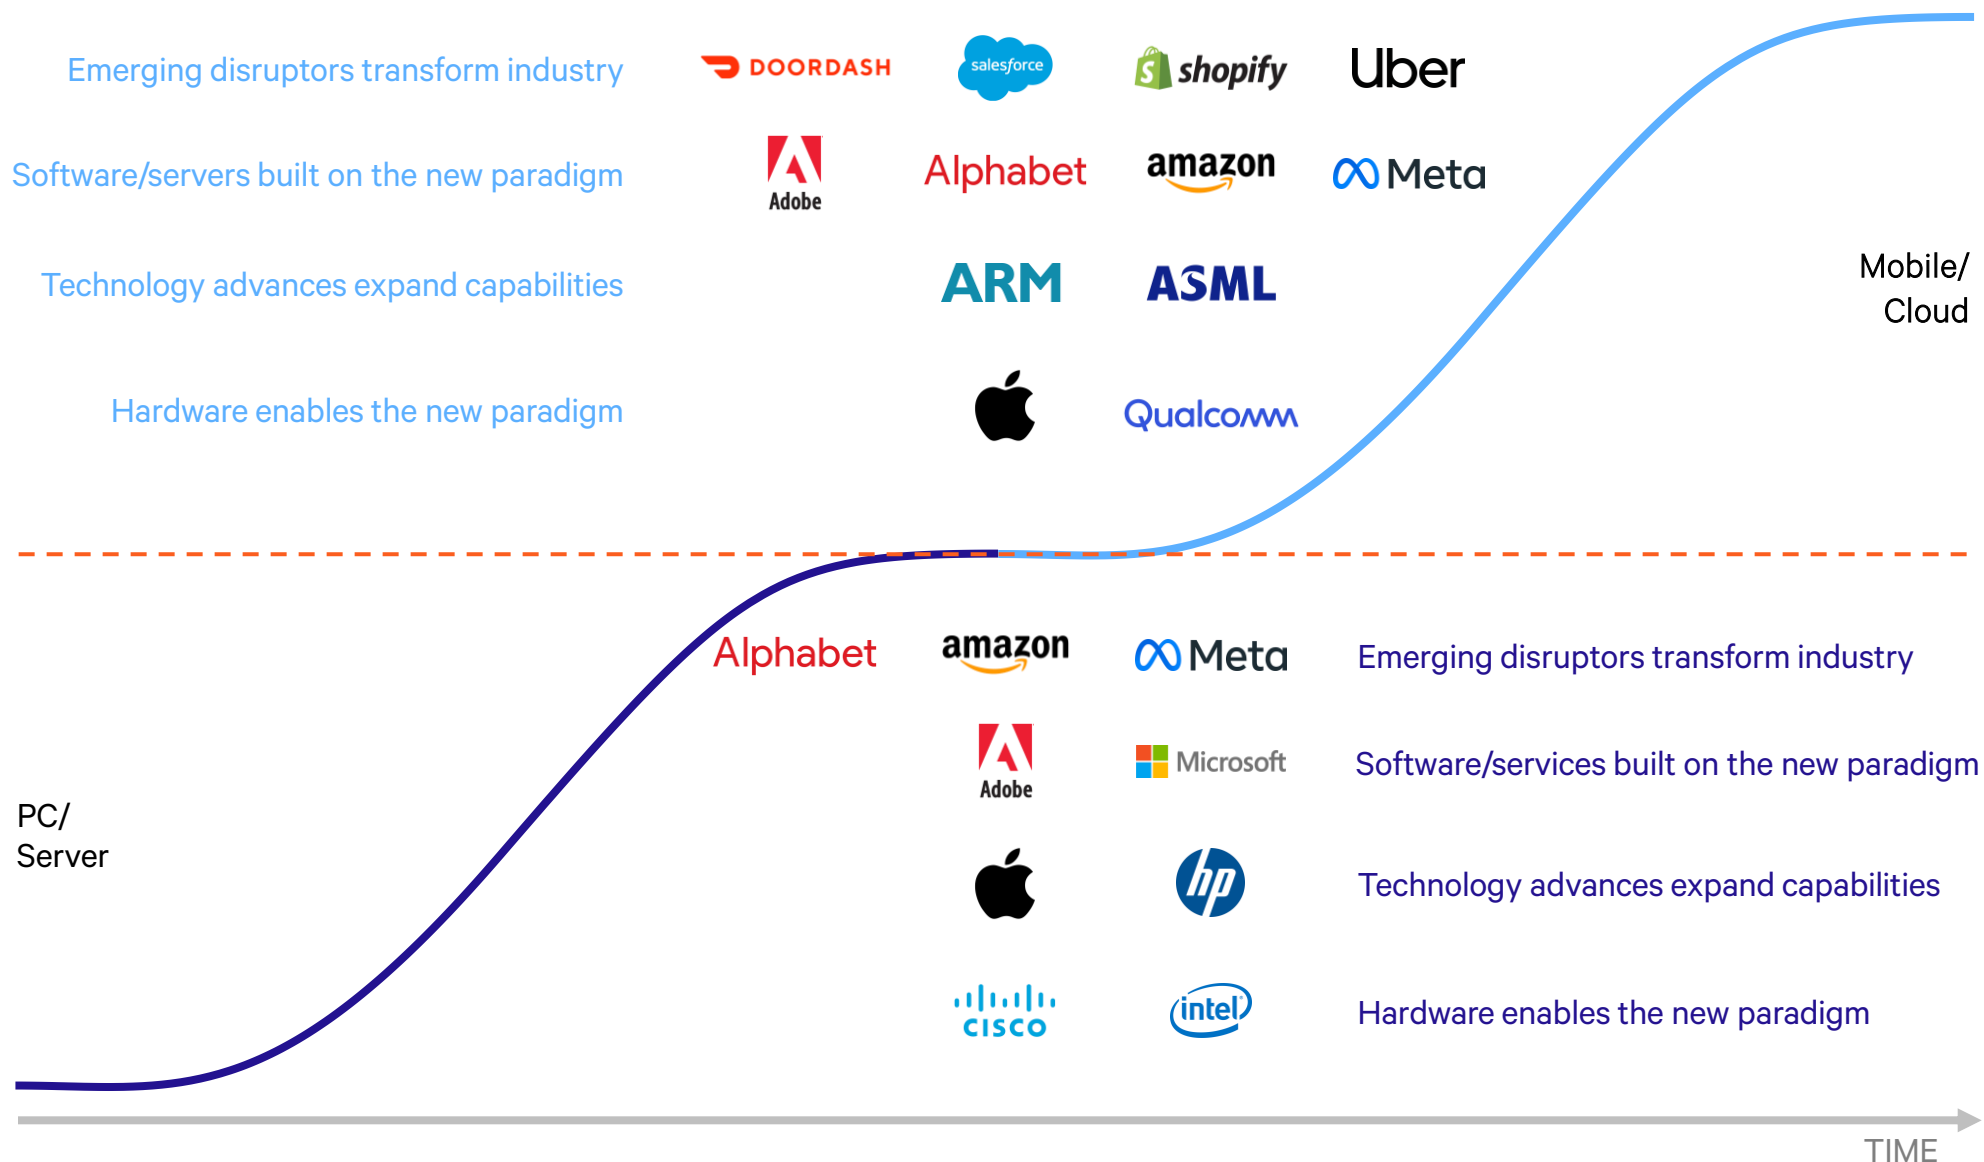 Emerging disruptors transform industry DOORDASH salesforce shopify Uber
Software/servers built on the new paradigm Adobe Alphabet amazon Meta
Technology advances expand capabilities ARM ASML
Mobile/
Cloud
Hardware enables the new paradigm Qualcomm
Alphabet amazon Meta Emerging disruptors transform industry
Adobe Microsoft Software/services built on the new paradigm
PC/
Server
hp Technology advances expand capabilities
CISCO intel Hardware enables the new paradigm
TIME